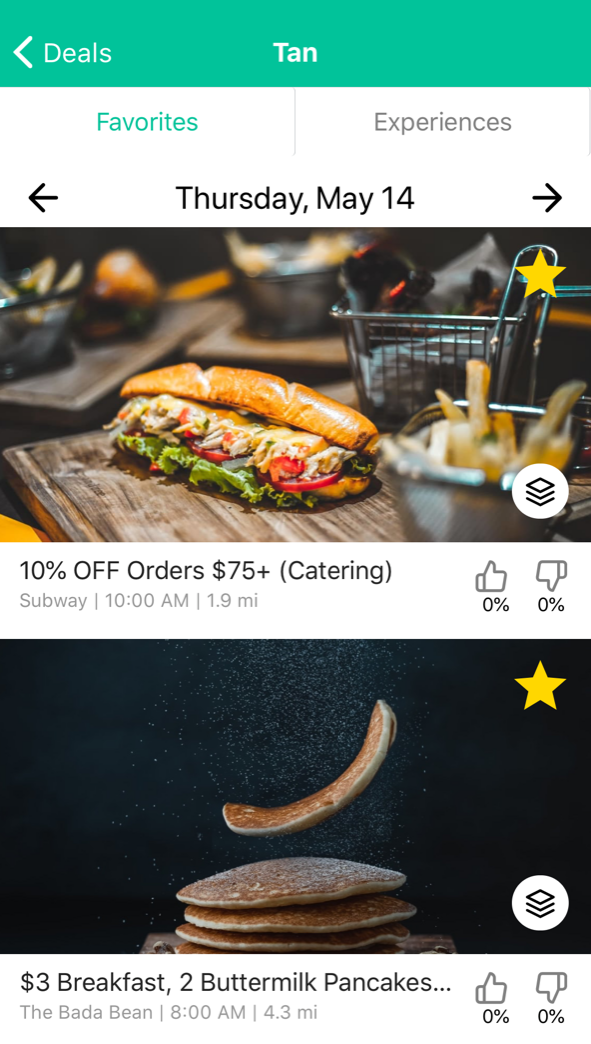 Deals
Tan
Favorites
Experiences
Thursday, May 14
10% OFF Orders $75+ (Catering)
Subway | 10:00 AM | 1.9 mi
0%
0%
$3 Breakfast, 2 Buttermilk Pancakes...
The Bada Bean | 8:00 AM | 4.3 mi
0%
0%